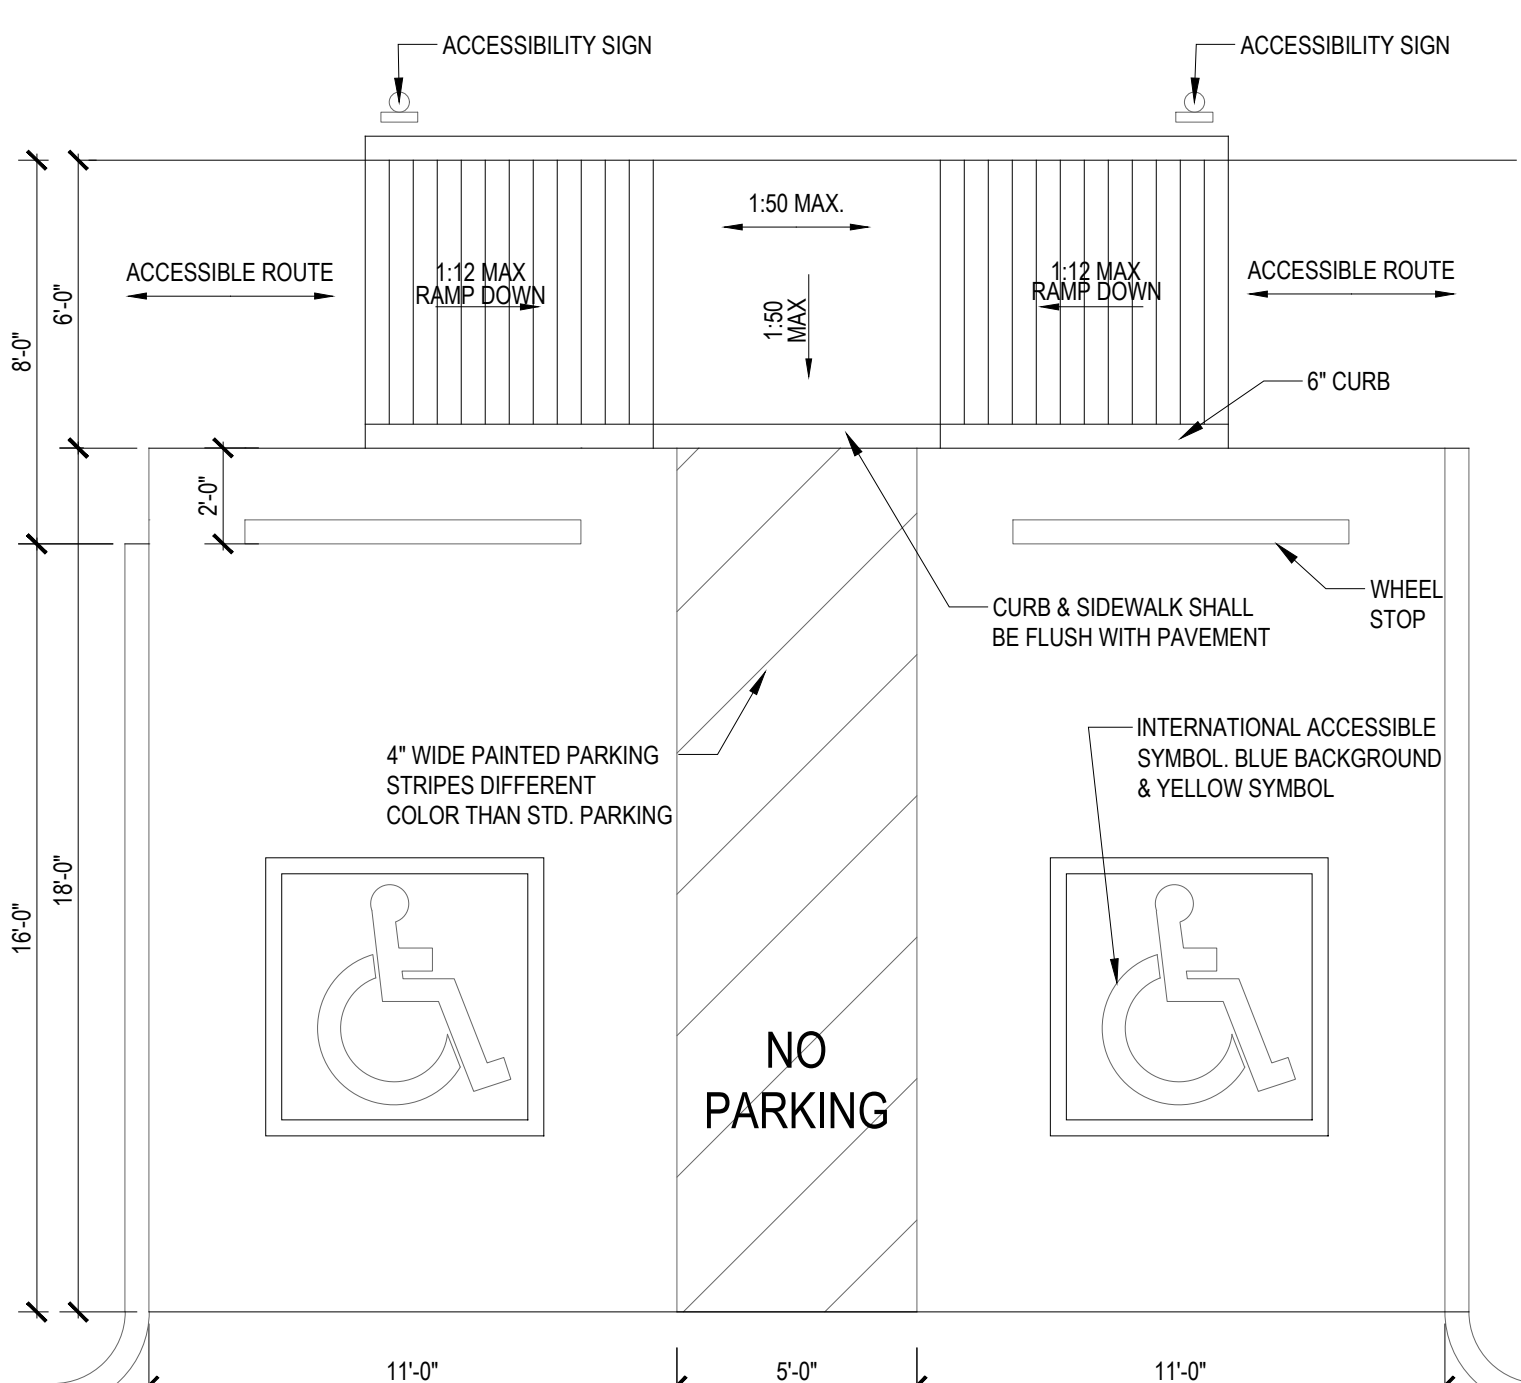 ACCESSIBILITY SIGN
ACCESSIBILITY SIGN
1:50 MAX.
ACCESSIBLE ROUTE
1:12 MAX
RAMP DOWN
1:50
MAX
1:12 MAX
RAMP DOWN
ACCESSIBLE ROUTE
6'-0"
8'-0"
6" CURB
2'-0"
WHEEL
STOP
CURB & SIDEWALK SHALL
BE FLUSH WITH PAVEMENT
4" WIDE PAINTED PARKING
STRIPES DIFFERENT
COLOR THAN STD. PARKING
INTERNATIONAL ACCESSIBLE
SYMBOL. BLUE BACKGROUND
& YELLOW SYMBOL
18'-0"
16'-0"
NO
PARKING
11'-0"
5'-0"
11'-0"